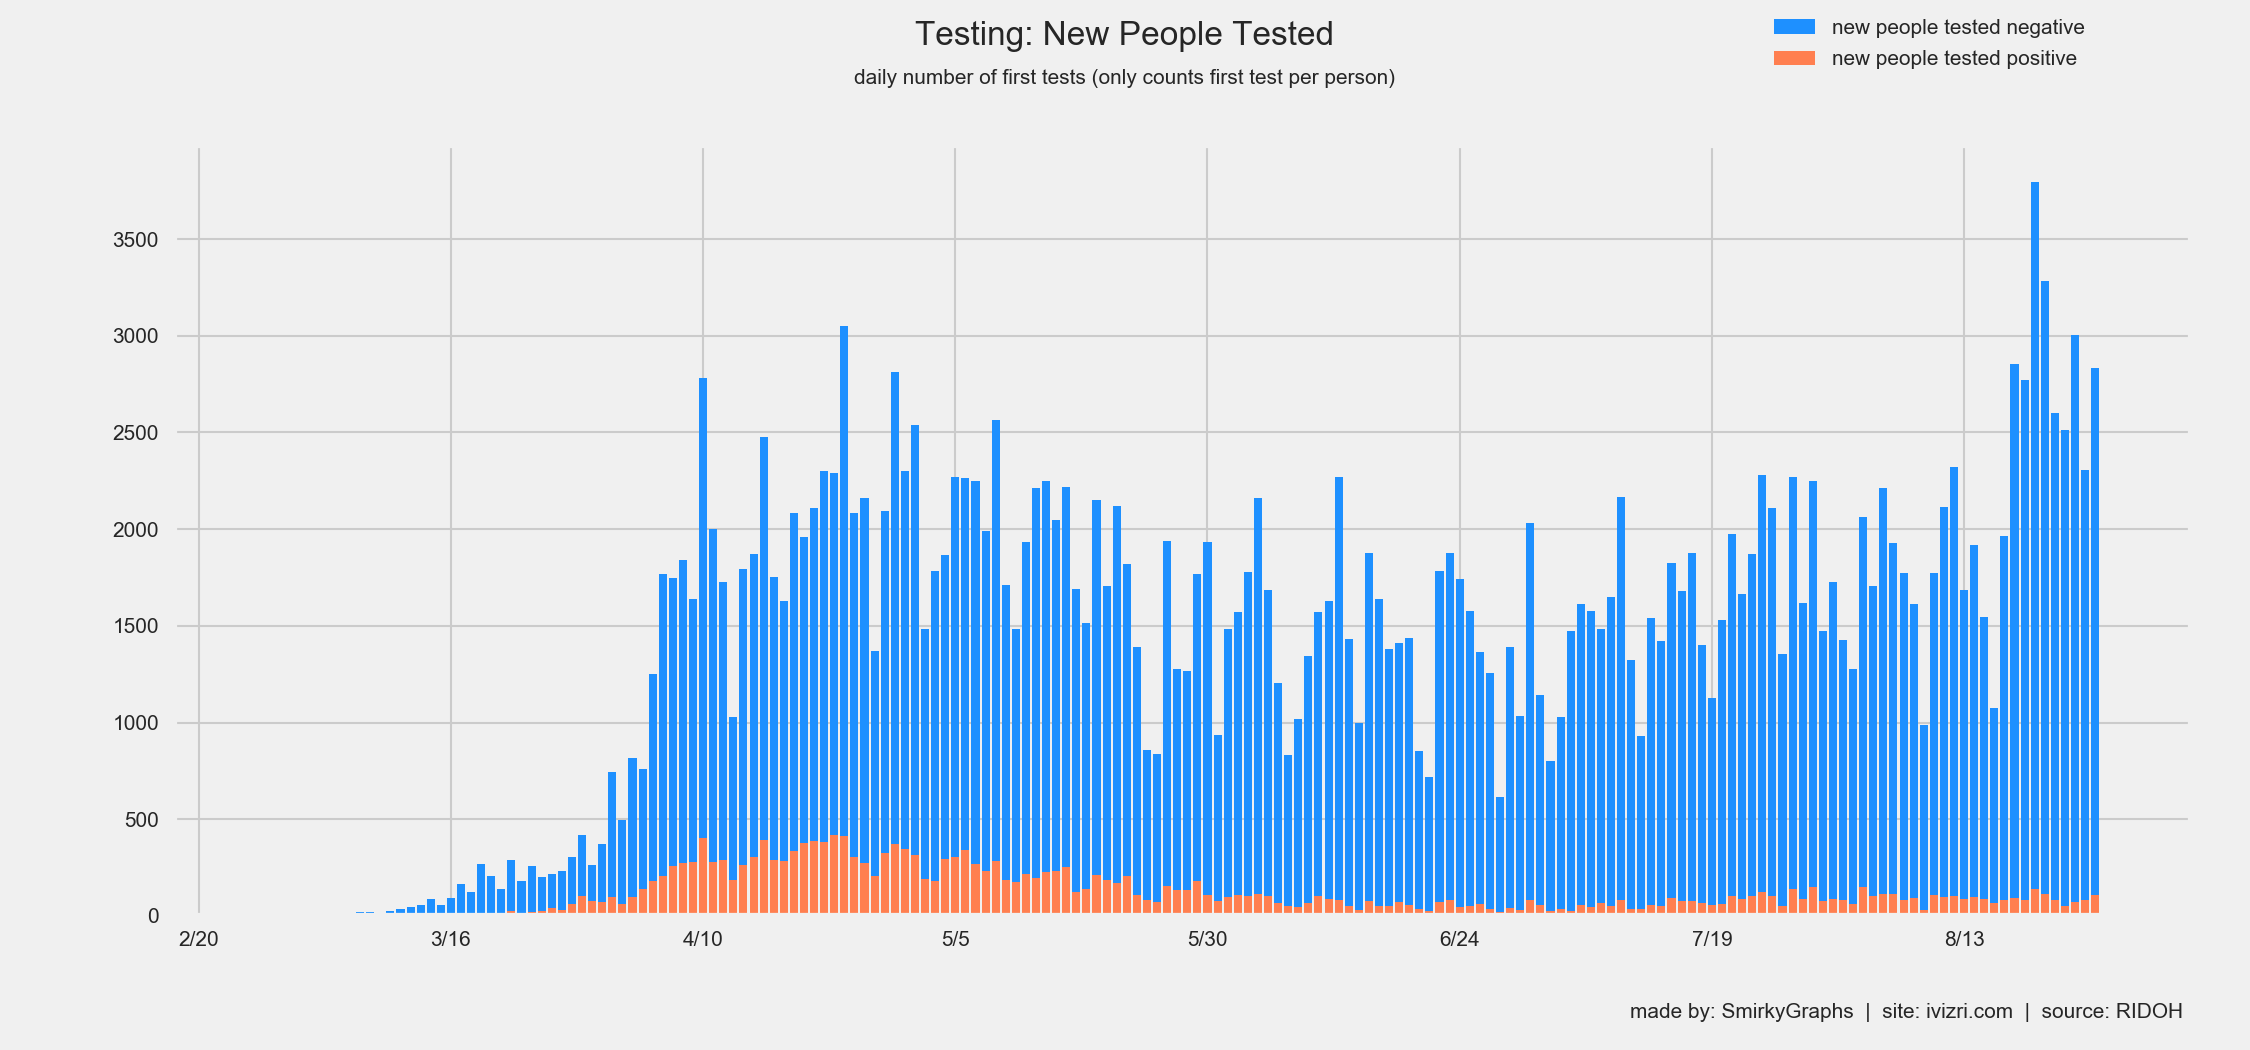 Testing: New People Tested
daily number of first tests (only counts first test per person)
new people tested negative
new people tested positive
3500
3000
2500
2000
1500
1000
500
0
2/20 3/16 4/10 5/5 5/30 6/24 7/19 8/13
made by: SmirkyGraphs | site: ivizri.com | source: RIDOH